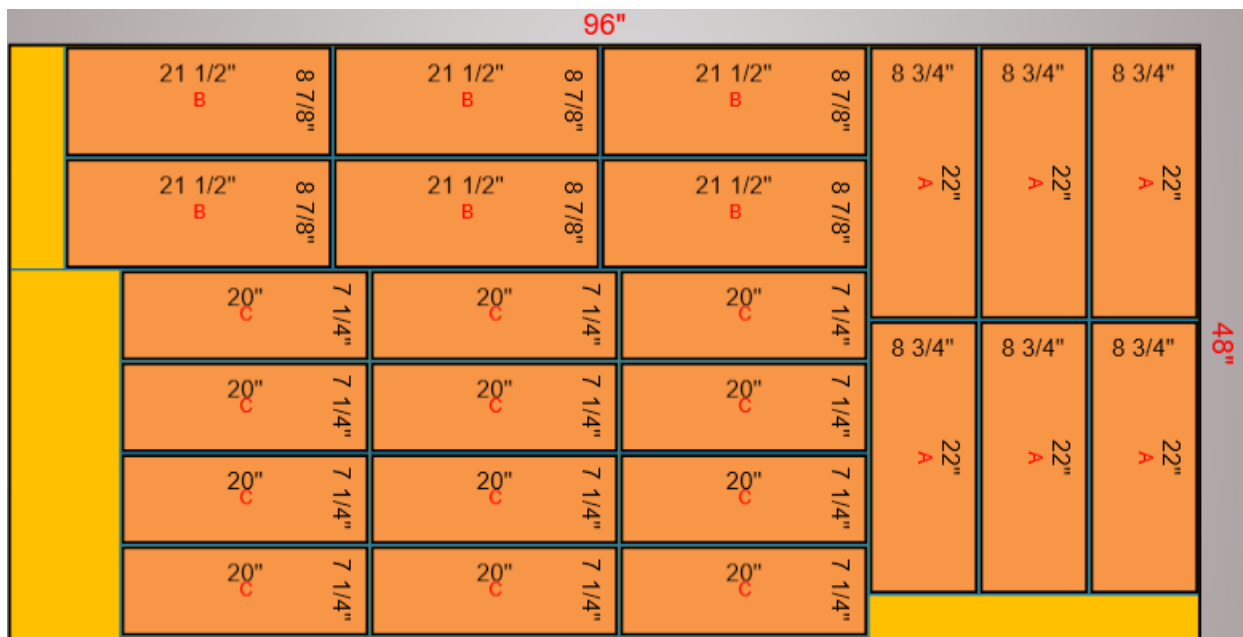 96"
21 1/2" 8 7/8" 21 1/2" 8 7/8" 21 1/2" 8 7/8" 8 3/4" 8 3/4" 8 3/4"
B B B
22" 22" 22"
A A A
21 1/2" 8 7/8" 21 1/2" 8 7/8" 21 1/2" 8 7/8"
B B B
20" 7 1/4" 20" 7 1/4" 20" 7 1/4"
C C C
48"
8 3/4" 8 3/4" 8 3/4"
20" 7 1/4" 20" 7 1/4" 20" 7 1/4"
C C C
22" 22" 22"
A A A
20" 7 1/4" 20" 7 1/4" 20" 7 1/4"
C C C
20" 7 1/4" 20" 7 1/4" 20" 7 1/4"
C C C